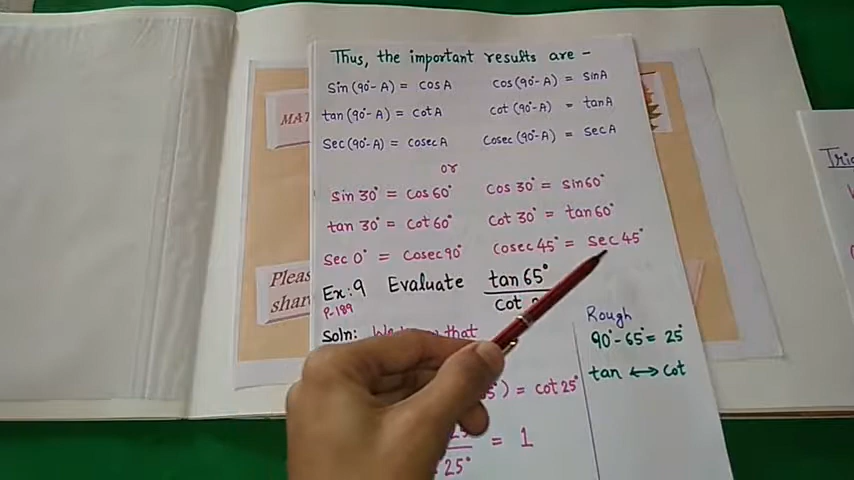 Thus, the important results are -
Sin (90°-A) = cos A    cos (90°-A) = sin A
tan (90°-A) = cot A    cot (90°-A) = tan A
Sec (90°-A) = cosec A    Cosec (90°-A) = sec A
or
Sin 30° = cos 60°    cos 30° = sin 60°
tan 30° = cot 60°    cot 30° = tan 60°
Sec 0° = cosec 90°    cosec 45° = sec 45°
Ex: 9    Evaluate    tan 65°
P-189    cot
Soln:    that
Rough
90°-65° = 25°
) = cot 25°    tan ↔ cot
= 1
25°
MAT
Please
share
Tri